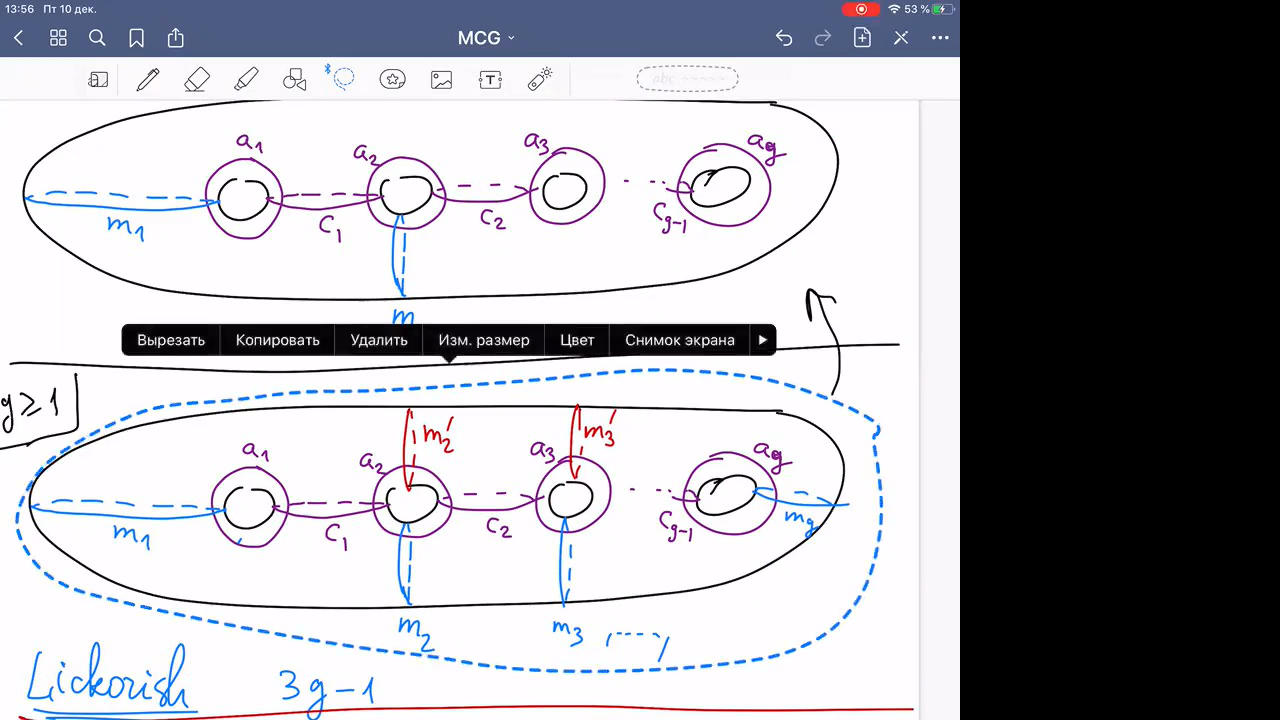 13:56 Пт 10 дек. 53 %
MCG
abc
a1 a2 a3 ag
m1 c1 c2 cg-1
m
Вырезать Копировать Удалить Изм. размер Цвет Снимок экрана
g ≥ 1
m2′ m3′
a1 a2 a3 ag
m1 c1 c2 cg-1 mg
m2 m3
Lickorish 3g-1